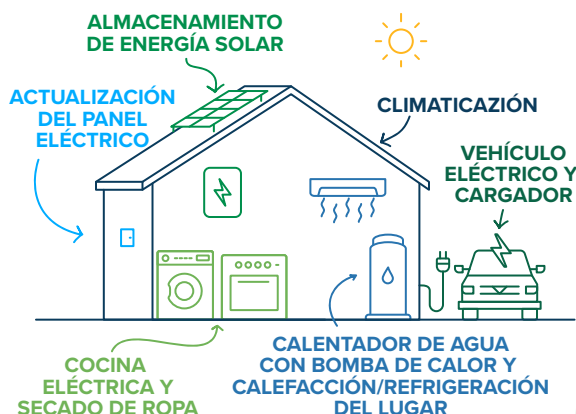 ALMACENAMIENTO
DE ENERGÍA SOLAR
ACTUALIZACIÓN
DEL PANEL
ELÉCTRICO
CLIMATICAZIÓN
VEHÍCULO
ELÉCTRICO Y
CARGADOR
COCINA
ELÉCTRICA Y
SECADO DE ROPA
CALENTADOR DE AGUA
CON BOMBA DE CALOR Y
CALEFACCIÓN/REFRIGERACIÓN
DEL LUGAR